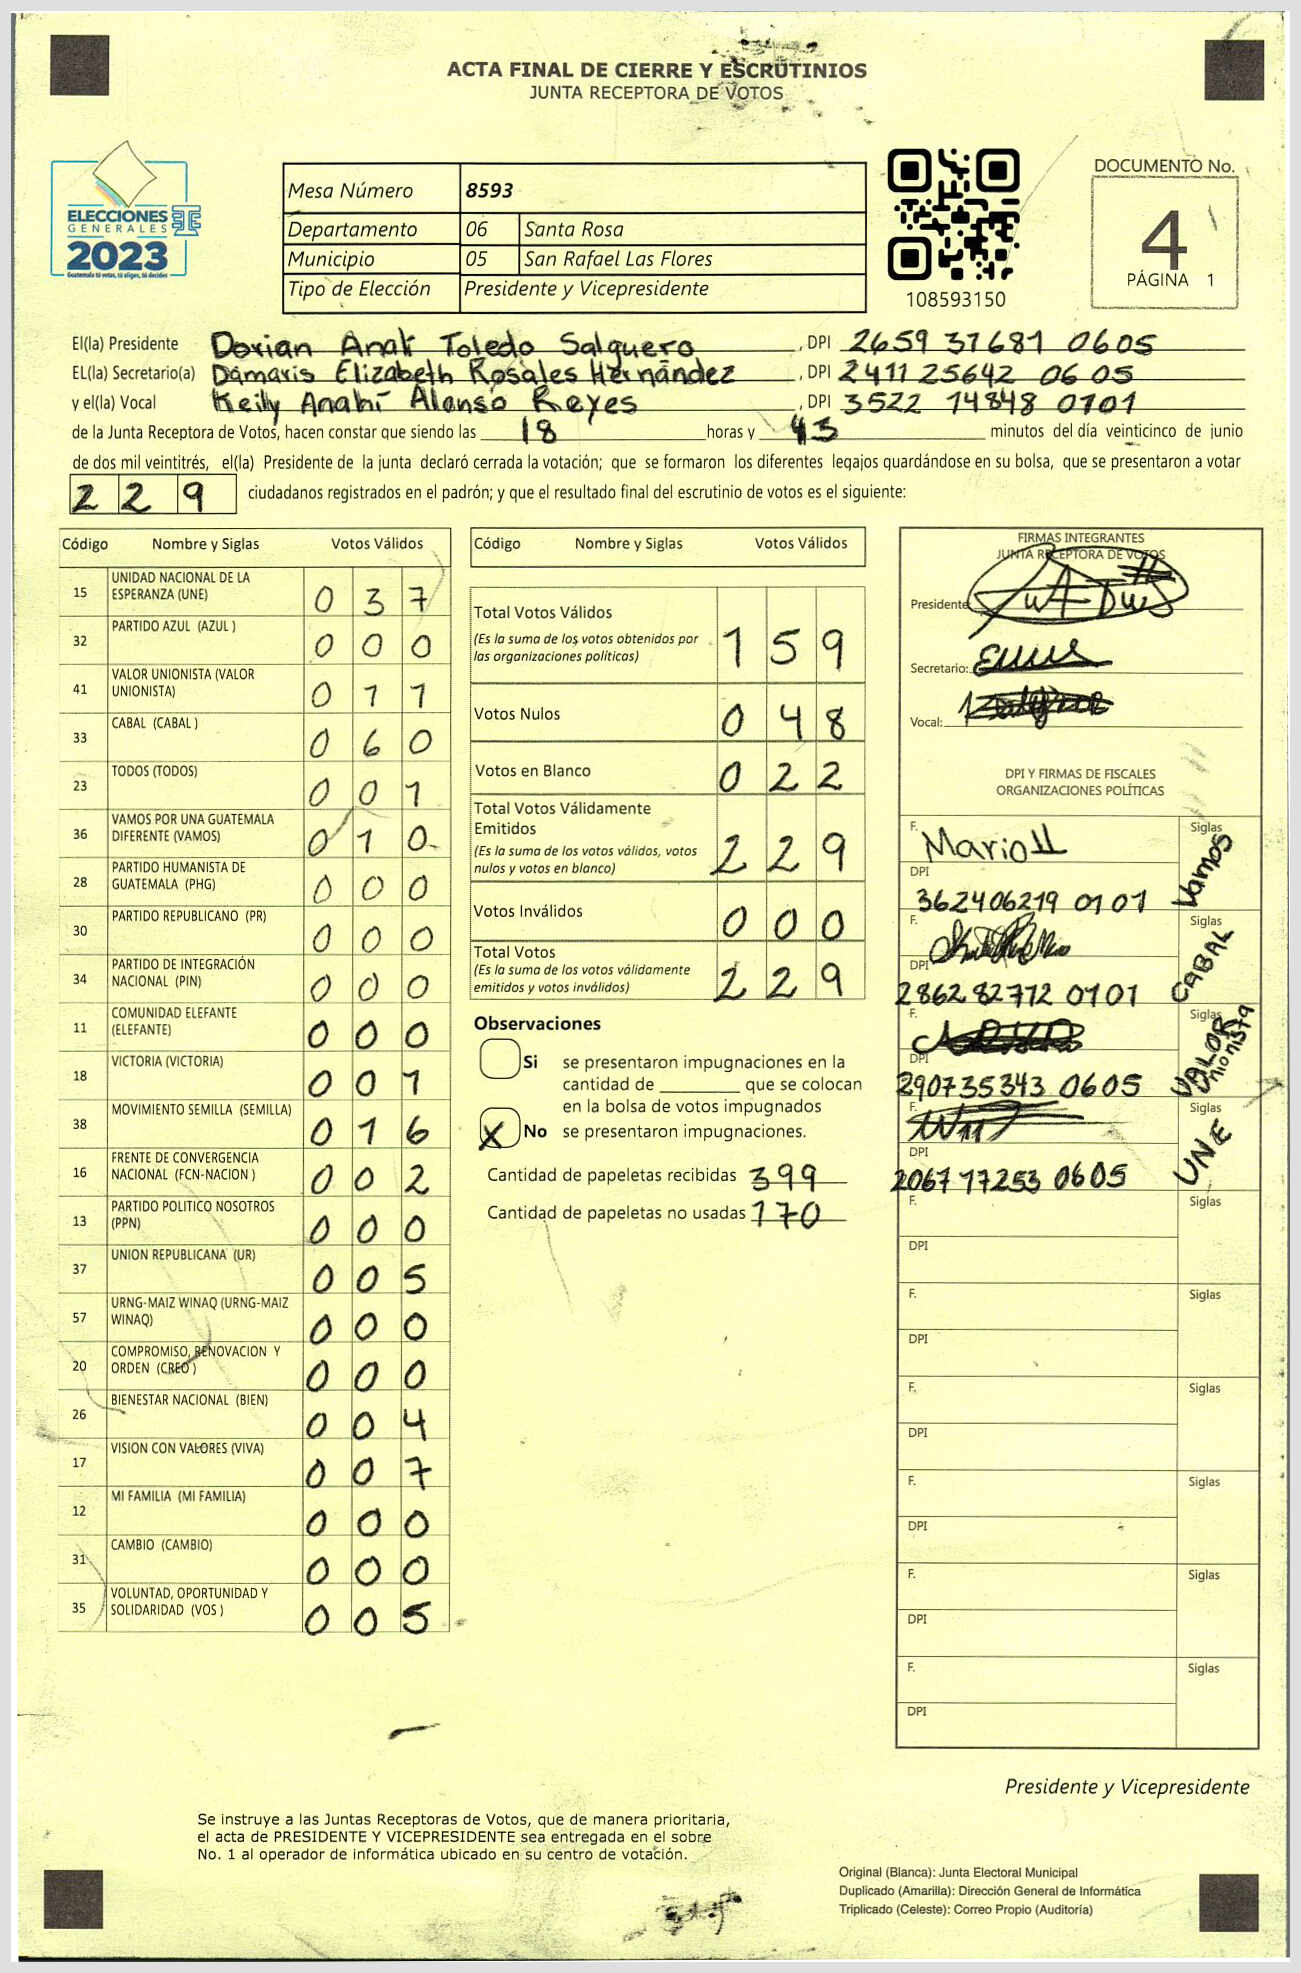 ACTA FINAL DE CIERRE Y ESCRUTINIOS
JUNTA RECEPTORA DE VOTOS
ELECCIONES
GENERALES
2023
Guatemala tú votas, tú eliges, tú decides
Mesa Número 8593
Departamento 06 Santa Rosa
Municipio 05 San Rafael Las Flores
Tipo de Elección Presidente y Vicepresidente
108593150
DOCUMENTO No.
4
PÁGINA 1
El(la) Presidente Dorian Anali Toledo Salguero, DPI 2659 37681 0605
EL(la) Secretario(a) Damaris Elizabeth Rosales Hernández, DPI 2411 25642 0605
y el(la) Vocal Keily Anahí Alonso Reyes, DPI 3522 14848 0101
de la Junta Receptora de Votos, hacen constar que siendo las 18 horas y 43 minutos del día veinticinco de junio
de dos mil veintitrés, el(la) Presidente de la junta declaró cerrada la votación; que se formaron los diferentes legajos guardándose en su bolsa, que se presentaron a votar
229 ciudadanos registrados en el padrón; y que el resultado final del escrutinio de votos es el siguiente:
Código Nombre y Siglas Votos Válidos
15 UNIDAD NACIONAL DE LA ESPERANZA (UNE) 0 3 7
32 PARTIDO AZUL (AZUL ) 0 0 0
41 VALOR UNIONISTA (VALOR UNIONISTA) 0 1 1
33 CABAL (CABAL ) 0 6 0
23 TODOS (TODOS) 0 0 1
36 VAMOS POR UNA GUATEMALA DIFERENTE (VAMOS) 0 1 0
28 PARTIDO HUMANISTA DE GUATEMALA (PHG) 0 0 0
30 PARTIDO REPUBLICANO (PR) 0 0 0
34 PARTIDO DE INTEGRACIÓN NACIONAL (PIN) 0 0 0
11 COMUNIDAD ELEFANTE (ELEFANTE) 0 0 0
18 VICTORIA (VICTORIA) 0 0 1
38 MOVIMIENTO SEMILLA (SEMILLA) 0 1 6
16 FRENTE DE CONVERGENCIA NACIONAL (FCN-NACION ) 0 0 2
13 PARTIDO POLITICO NOSOTROS (PPN) 0 0 0
37 UNION REPUBLICANA (UR) 0 0 5
57 URNG-MAIZ WINAQ (URNG-MAIZ WINAQ) 0 0 0
20 COMPROMISO, RENOVACION Y ORDEN (CREO ) 0 0 0
26 BIENESTAR NACIONAL (BIEN) 0 0 4
17 VISION CON VALORES (VIVA) 0 0 7
12 MI FAMILIA (MI FAMILIA) 0 0 0
31 CAMBIO (CAMBIO) 0 0 0
35 VOLUNTAD, OPORTUNIDAD Y SOLIDARIDAD (VOS ) 0 0 5
Código Nombre y Siglas Votos Válidos
Total Votos Válidos 1 5 9
(Es la suma de los votos obtenidos por
las organizaciones políticas)
Votos Nulos 0 4 8
Votos en Blanco 0 2 2
Total Votos Válidamente
Emitidos 2 2 9
(Es la suma de los votos válidos, votos
nulos y votos en blanco)
Votos Inválidos 0 0 0
Total Votos 2 2 9
(Es la suma de los votos válidamente
emitidos y votos inválidos)
Observaciones
Si se presentaron impugnaciones en la
cantidad de ________ que se colocan
en la bolsa de votos impugnados
X No se presentaron impugnaciones.
Cantidad de papeletas recibidas 399
Cantidad de papeletas no usadas 170
FIRMAS INTEGRANTES
JUNTA RECEPTORA DE VOTOS
Presidente:
Secretario:
Vocal:
DPI Y FIRMAS DE FISCALES
ORGANIZACIONES POLÍTICAS
F. Siglas Vamos
DPI 362406219 0101
F. Siglas CABAL
DPI 2862 82712 0101
F. Siglas VALOR Unionista
DPI 290735343 0605
F. Siglas UNE
DPI 2067 17253 0605
F. Siglas
DPI
F. Siglas
DPI
F. Siglas
DPI
F. Siglas
DPI
F. Siglas
DPI
F. Siglas
DPI
Presidente y Vicepresidente
Se instruye a las Juntas Receptoras de Votos, que de manera prioritaria,
el acta de PRESIDENTE Y VICEPRESIDENTE sea entregada en el sobre
No. 1 al operador de informática ubicado en su centro de votación.
Original (Blanca): Junta Electoral Municipal
Duplicado (Amarilla): Dirección General de Informática
Triplicado (Celeste): Correo Propio (Auditoría)